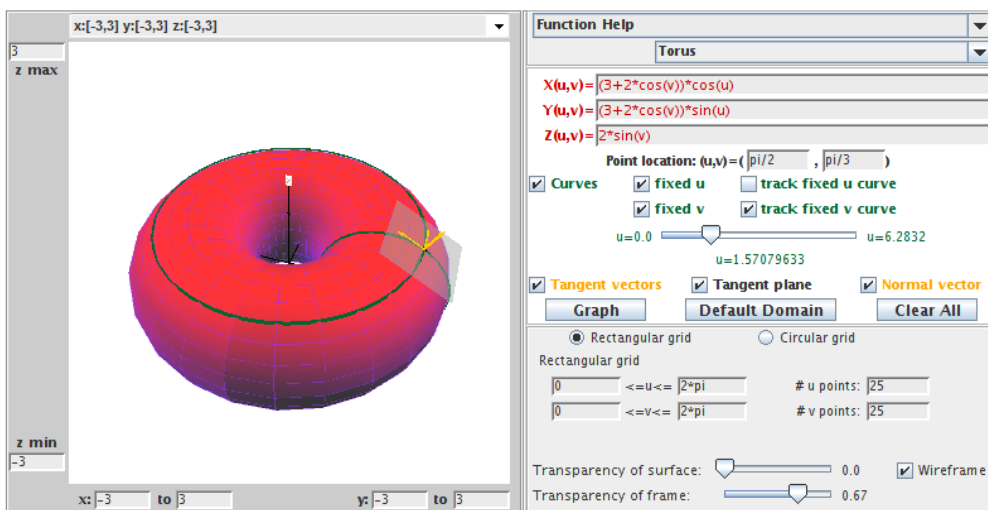 x:[-3,3] y:[-3,3] z:[-3,3]
3
z max
z min
-3
x: -3 to 3 y: -3 to 3
Function Help
Torus
X(u,v)= (3+2*cos(v))*cos(u)
Y(u,v)= (3+2*cos(v))*sin(u)
Z(u,v)= 2*sin(v)
Point location: (u,v)=( pi/2 , pi/3 )
Curves fixed u track fixed u curve
fixed v track fixed v curve
u=0.0 u=6.2832
u=1.57079633
Tangent vectors Tangent plane Normal vector
Graph Default Domain Clear All
Rectangular grid Circular grid
Rectangular grid
0 <=u<= 2*pi # u points: 25
0 <=v<= 2*pi # v points: 25
Transparency of surface: 0.0 Wireframe
Transparency of frame: 0.67